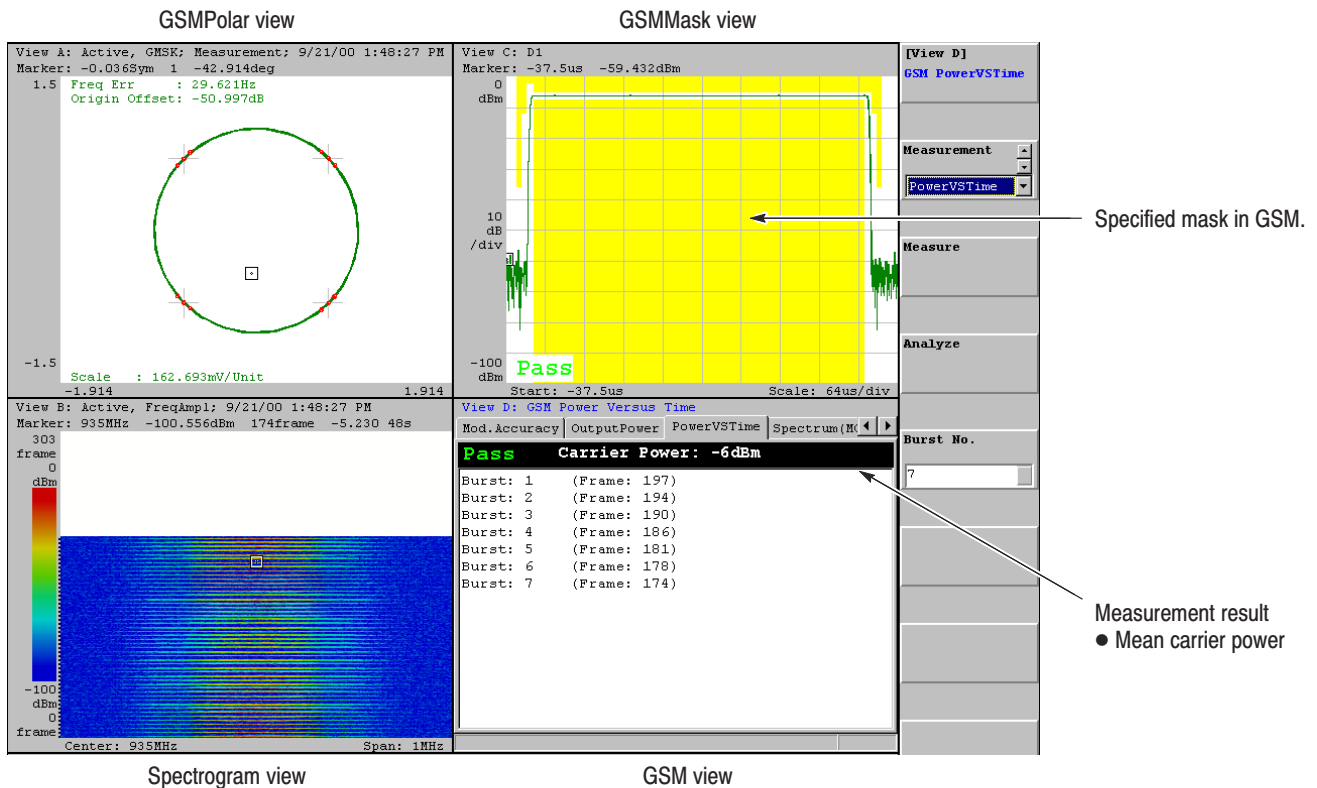 GSMPolar view
GSMMask view
View A: Active, GMSK; Measurement; 9/21/00 1:48:27 PM
Marker: -0.036Sym 1 -42.914deg
1.5
Freq Err : 29.621Hz
Origin Offset: -50.997dB
-1.5
Scale : 162.693mV/Unit
-1.914
1.914
View C: D1
Marker: -37.5us -59.432dBm
0
dBm
10
dB
/div
-100
dBm
Pass
Start: -37.5us
Scale: 64us/div
[View D]
GSM PowerVSTime
Measurement
PowerVSTime
Measure
Analyze
Burst No.
7
Specified mask in GSM.
View B: Active, FreqAmpl; 9/21/00 1:48:27 PM
Marker: 935MHz -100.556dBm 174frame -5.230 48s
303
frame
0
dBm
-100
dBm
0
frame
Center: 935MHz
Span: 1MHz
View D: GSM Power Versus Time
Mod.Accuracy OutputPower PowerVSTime Spectrum(MO
Pass Carrier Power: -6dBm
Burst: 1 (Frame: 197)
Burst: 2 (Frame: 194)
Burst: 3 (Frame: 190)
Burst: 4 (Frame: 186)
Burst: 5 (Frame: 181)
Burst: 6 (Frame: 178)
Burst: 7 (Frame: 174)
Measurement result
● Mean carrier power
Spectrogram view
GSM view